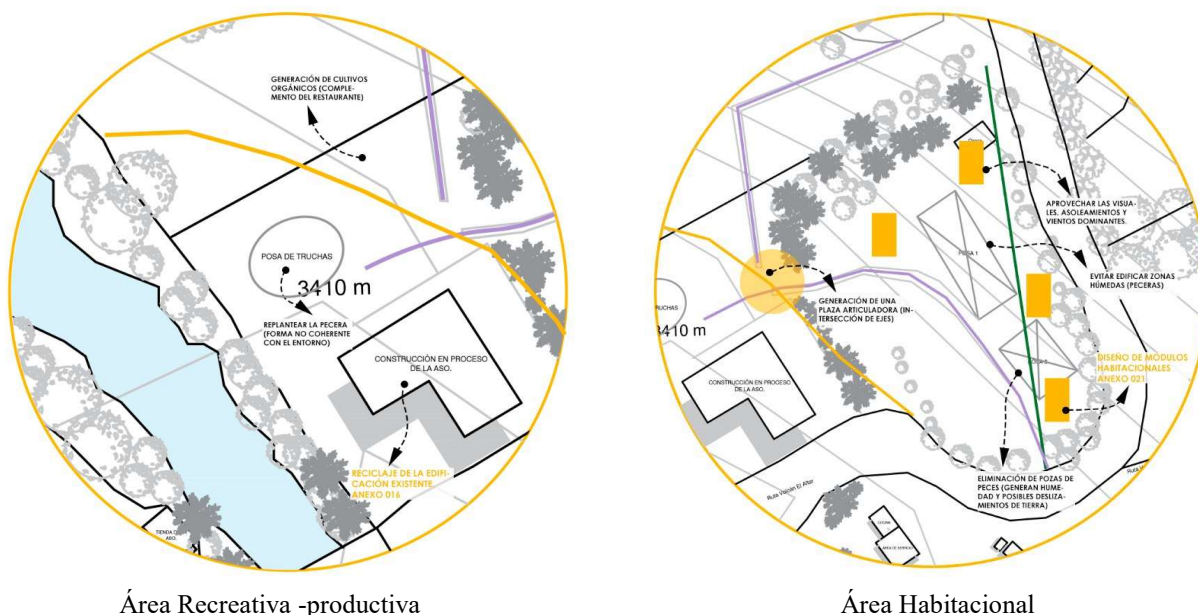 GENERACIÓN DE CULTIVOS
ORGÁNICOS (COMPLE-
MENTO DEL RESTAURANTE)
POSA DE TRUCHAS
3410 m
REPLANTEAR LA PECERA
(FORMA NO COHERENTE
CON EL ENTORNO)
CONSTRUCCIÓN EN PROCESO
DE LA ASO.
RECICLAJE DE LA EDIFI-
CACIÓN EXISTENTE
ANEXO 016
TIENDA
ASO.
Área Recreativa -productiva
APROVECHAR LAS VISUA-
LES, ASOLEAMIENTOS Y
VIENTOS DOMINANTES.
POSA 1
EVITAR EDIFICAR ZONAS
HÚMEDAS (PECERAS)
GENERACIÓN DE UNA
PLAZA ARTICULADORA (IN-
TERSECCIÓN DE EJES)
RUCHAS
3410 m
CONSTRUCCIÓN EN PROCESO
DE LA ASO.
DISEÑO DE MÓDULOS
HABITACIONALES
ANEXO 021
ELIMINACIÓN DE POZAS DE
PECES (GENERAN HUME-
DAD Y POSIBLES DESLIZA-
MIENTOS DE TIERRA)
Ruta Volcán El Altar
Ruta
COCINA
ÁREA DE SERVICIO
Área Habitacional